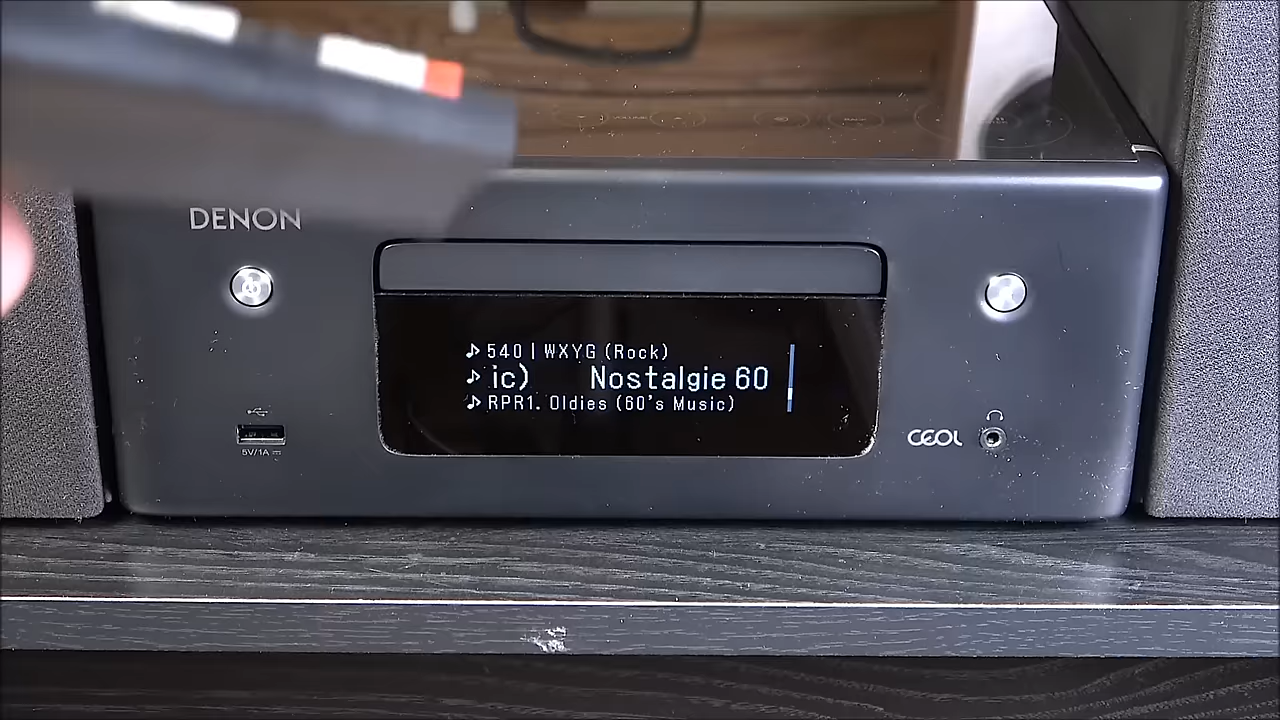 DENON
♪ 540 | WXYG (Rock)
♪ ic) Nostalgie 60
♪ RPR1. Oldies (60's Music)
5V/1A
CEOL